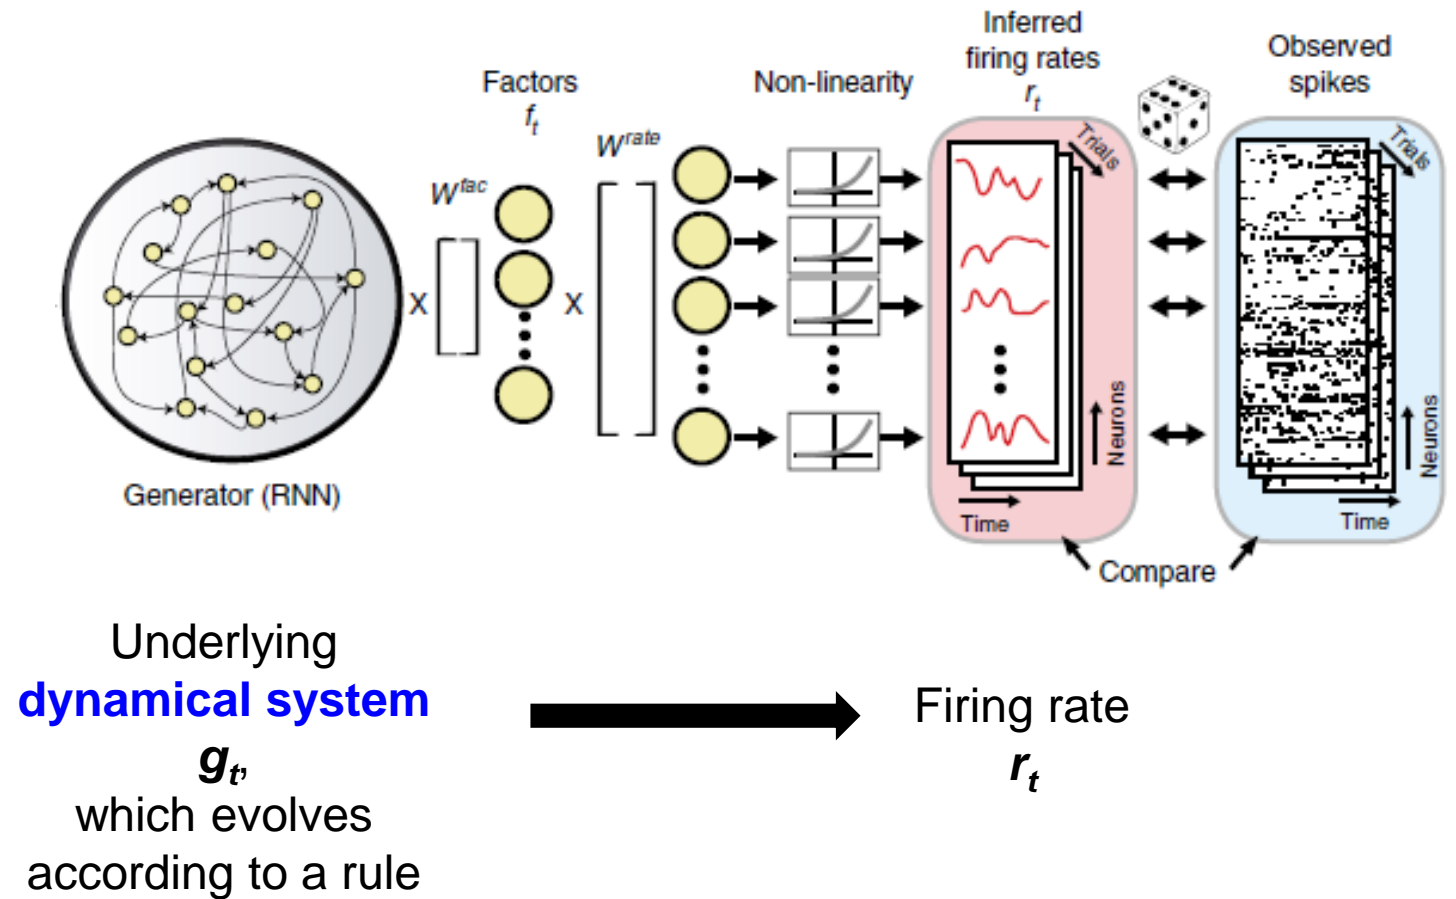 Inferred
firing rates
r_t
Observed
spikes
Factors
f_t
Non-linearity
W^fac
W^rate
X
X
Trials
Trials
Neurons
Neurons
Time
Time
Generator (RNN)
Compare
Underlying
dynamical system
g_t,
which evolves
according to a rule
Firing rate
r_t